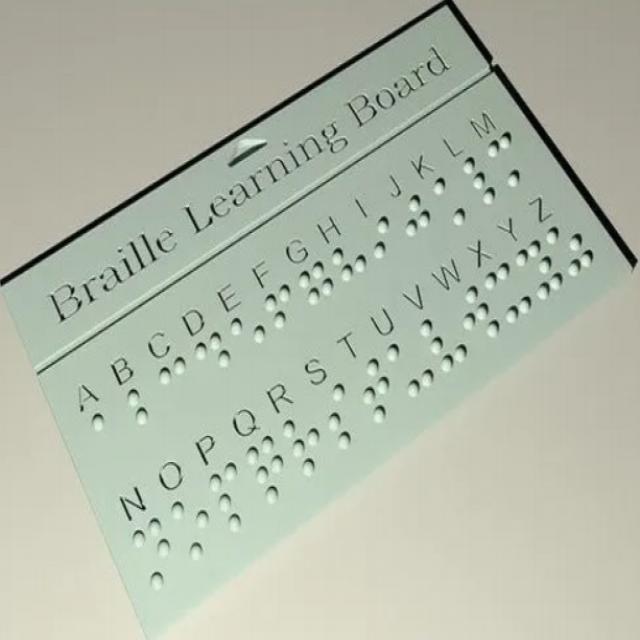 Braille Learning Board
A B C D E F G H I J K L M
N O P Q R S T U V W X Y Z